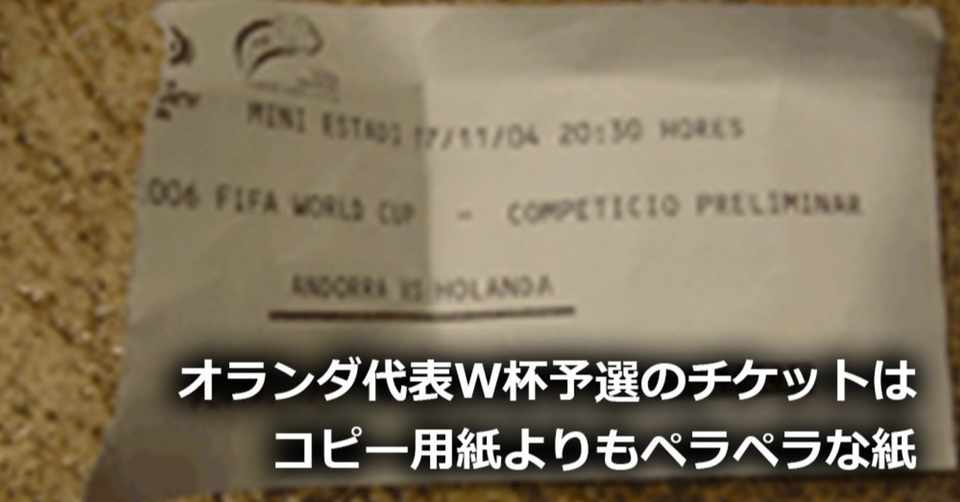 MINI ESTADI 17/11/04 20:30 HORES
006 FIFA WORLD CUP - COMPETICIO PRELIMINAR
ANDORRA VS HOLANDA
オランダ代表W杯予選のチケットは
コピー用紙よりもペラペラな紙